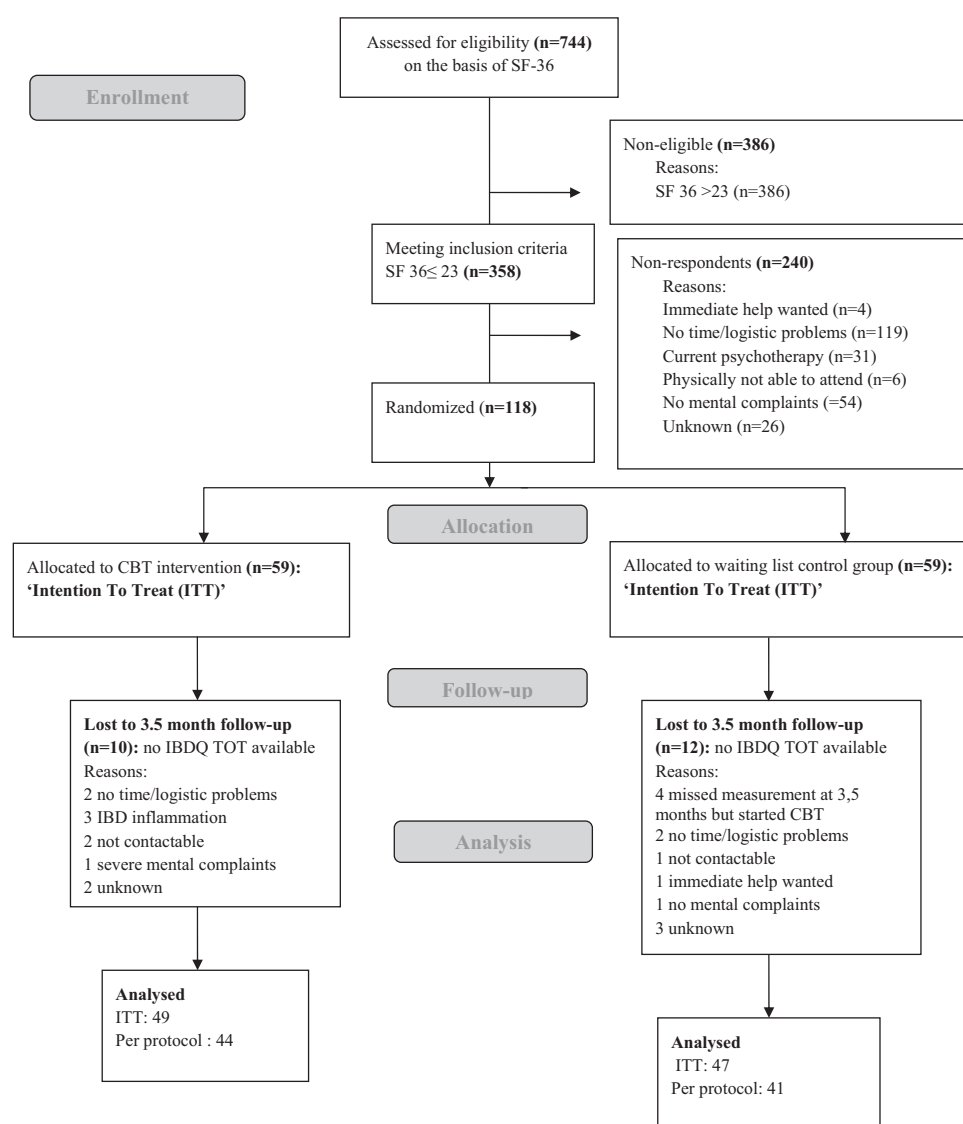 Assessed for eligibility (n=744)
on the basis of SF-36
Enrollment
Non-eligible (n=386)
Reasons:
SF 36 >23 (n=386)
Meeting inclusion criteria
SF 36≤ 23 (n=358)
Non-respondents (n=240)
Reasons:
Immediate help wanted (n=4)
No time/logistic problems (n=119)
Current psychotherapy (n=31)
Physically not able to attend (n=6)
No mental complaints (=54)
Unknown (n=26)
Randomized (n=118)
Allocation
Allocated to CBT intervention (n=59):
‘Intention To Treat (ITT)’
Allocated to waiting list control group (n=59):
‘Intention To Treat (ITT)’
Follow-up
Lost to 3.5 month follow-up
(n=10): no IBDQ TOT available
Reasons:
2 no time/logistic problems
3 IBD inflammation
2 not contactable
1 severe mental complaints
2 unknown
Lost to 3.5 month follow-up
(n=12): no IBDQ TOT available
Reasons:
4 missed measurement at 3,5
months but started CBT
2 no time/logistic problems
1 not contactable
1 immediate help wanted
1 no mental complaints
3 unknown
Analysis
Analysed
ITT: 49
Per protocol : 44
Analysed
ITT: 47
Per protocol: 41